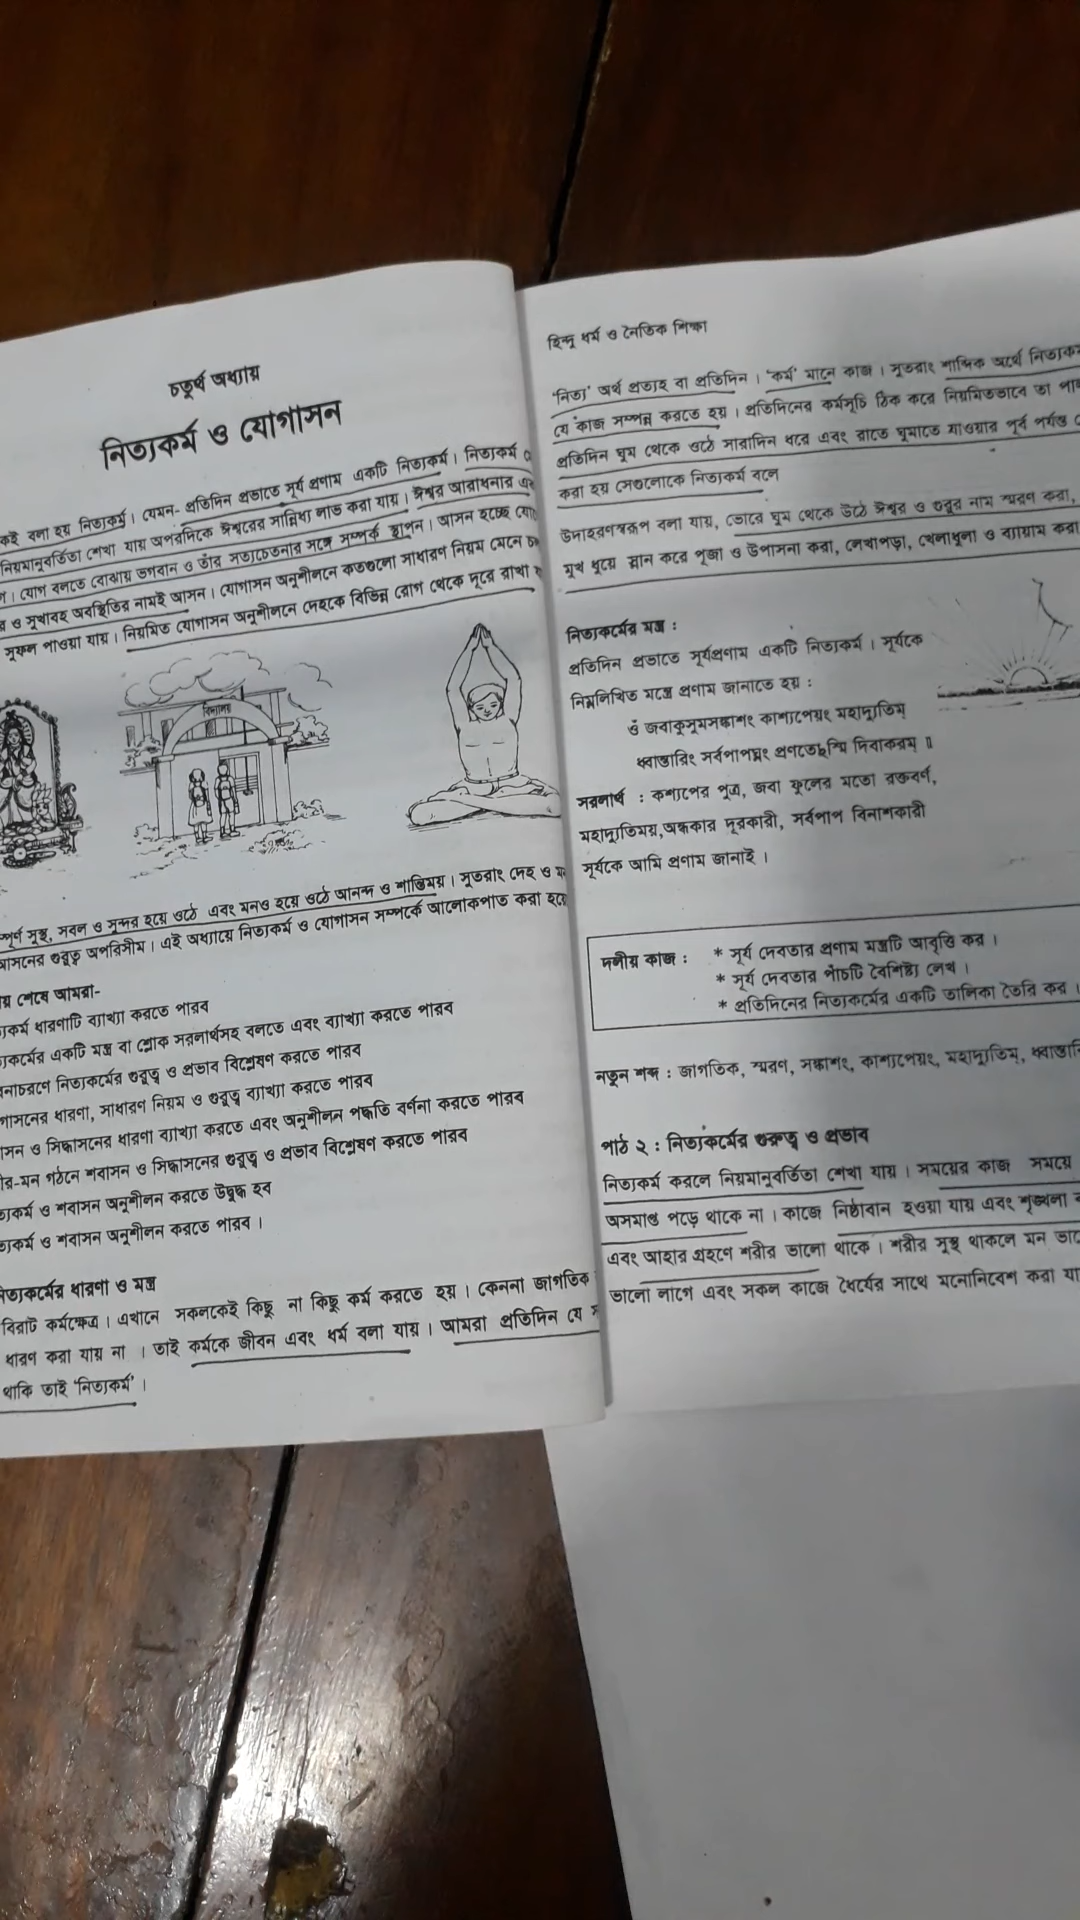 চতুর্থ অধ্যায়
নিত্যকর্ম ও যোগাসন
কই বলা হয় নিত্যকর্ম। যেমন- প্রতিদিন প্রভাতে সূর্য প্রণাম একটি নিত্যকর্ম। নিত্যকর্ম
নিয়মানুবর্তিতা শেখা যায় অপরদিকে ঈশ্বরের সান্নিধ্য লাভ করা যায়। ঈশ্বর আরাধনার
। যোগ বলতে বোঝায় ভগবান ও তাঁর সত্যচেতনার সঙ্গে সম্পর্ক স্থাপন। আসন হচ্ছে
ও সুখাবহ অবস্থিতির নামই আসন। যোগাসন অনুশীলনে কতগুলো সাধারণ নিয়ম মেনে
সুফল পাওয়া যায়। নিয়মিত যোগাসন অনুশীলনে দেহকে বিভিন্ন রোগ থেকে দূরে রাখা
বিদ্যালয়
সুস্থ, সবল ও সুন্দর হয়ে ওঠে এবং মনও হয়ে ওঠে আনন্দ ও শান্তিময়। সুতরাং দেহ ও
গুরুত্ব অপরিসীম। এই অধ্যায়ে নিত্যকর্ম ও যোগাসন সম্পর্কে আলোকপাত করা
শেষে আমরা-
ধারণাটি ব্যাখ্যা করতে পারব
একটি মন্ত্র বা শ্লোক সরলার্থসহ বলতে এবং ব্যাখ্যা করতে পারব
নিত্যকর্মের গুরুত্ব ও প্রভাব বিশ্লেষণ করতে পারব
ধারণা, সাধারণ নিয়ম ও গুরুত্ব ব্যাখ্যা করতে পারব
ও সিদ্ধাসনের ধারণা ব্যাখ্যা করতে এবং অনুশীলন পদ্ধতি বর্ণনা করতে পারব
গঠনে শবাসন ও সিদ্ধাসনের গুরুত্ব ও প্রভাব বিশ্লেষণ করতে পারব
ও শবাসন অনুশীলন করতে উদ্বুদ্ধ হব
ও শবাসন অনুশীলন করতে পারব।
ধারণা ও মন্ত্র
বিরাট কর্মক্ষেত্র। এখানে সকলকেই কিছু না কিছু কর্ম করতে হয়। কেননা জাগতিক
ধারণ করা যায় না । তাই কর্মকে জীবন এবং ধর্ম বলা যায়। আমরা প্রতিদিন যে
থাকি তাই 'নিত্যকর্ম'।
হিন্দু ধর্ম ও নৈতিক শিক্ষা
'নিত্য' অর্থ প্রত্যহ বা প্রতিদিন। 'কর্ম' মানে কাজ। সুতরাং শাব্দিক অর্থে
যে কাজ সম্পন্ন করতে হয়। প্রতিদিনের কর্মসূচি ঠিক করে নিয়মিতভাবে তা
প্রতিদিন ঘুম থেকে ওঠে সারাদিন ধরে এবং রাতে ঘুমাতে যাওয়ার পূর্ব পর্যন্ত
করা হয় সেগুলোকে নিত্যকর্ম বলে
উদাহরণস্বরূপ বলা যায়, ভোরে ঘুম থেকে উঠে ঈশ্বর ও গুরুর নাম স্মরণ করা,
মুখ ধুয়ে স্নান করে পূজা ও উপাসনা করা, লেখাপড়া, খেলাধুলা ও ব্যায়াম করা
নিত্যকর্মের মন্ত্র :
প্রতিদিন প্রভাতে সূর্যপ্রণাম একটি নিত্যকর্ম। সূর্যকে
নিম্নলিখিত মন্ত্রে প্রণাম জানাতে হয় :
ওঁ জবাকুসুমসঙ্কাশং কাশ্যপেয়ং মহাদ্যুতিম্
ধ্বান্তারিং সর্বপাপঘ্নং প্রণতোঽস্মি দিবাকরম্ ॥
সরলার্থ : কশ্যপের পুত্র, জবা ফুলের মতো রক্তবর্ণ,
মহাদ্যুতিময়,অন্ধকার দূরকারী, সর্বপাপ বিনাশকারী
সূর্যকে আমি প্রণাম জানাই।
দলীয় কাজ : * সূর্য দেবতার প্রণাম মন্ত্রটি আবৃত্তি কর।
* সূর্য দেবতার পাঁচটি বৈশিষ্ট্য লেখ।
* প্রতিদিনের নিত্যকর্মের একটি তালিকা তৈরি কর।
নতুন শব্দ : জাগতিক, স্মরণ, সঙ্কাশং, কাশ্যপেয়ং, মহাদ্যুতিম্,
পাঠ ২ : নিত্যকর্মের গুরুত্ব ও প্রভাব
নিত্যকর্ম করলে নিয়মানুবর্তিতা শেখা যায়। সময়ের কাজ সময়ে
অসমাপ্ত পড়ে থাকে না। কাজে নিষ্ঠাবান হওয়া যায় এবং শৃঙ্খলা
এবং আহার গ্রহণে শরীর ভালো থাকে। শরীর সুস্থ থাকলে মন
ভালো লাগে এবং সকল কাজে ধৈর্যের সাথে মনোনিবেশ করা